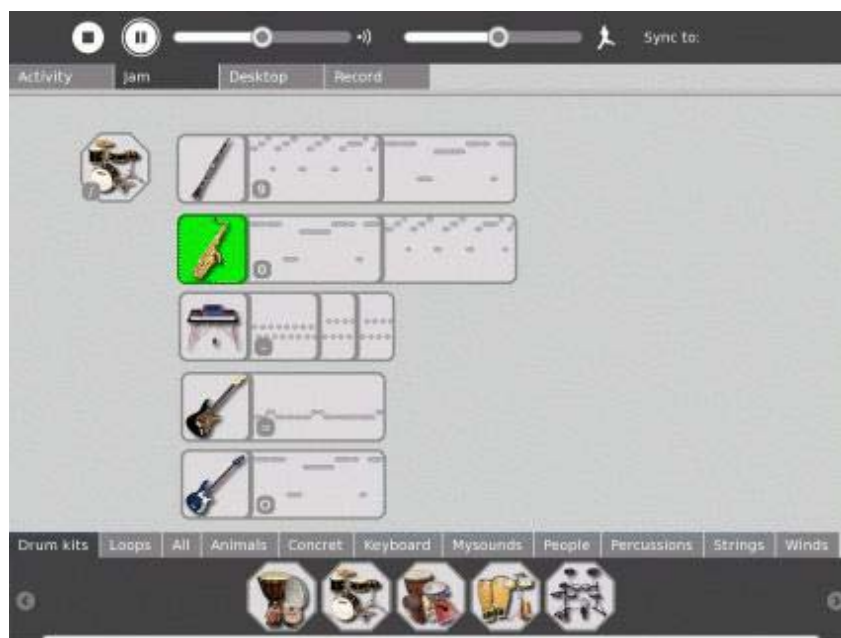 Sync to:
Activity Jam Desktop Record
Drum kits Loops All Animals Concret Keyboard Mysounds People Percussions Strings Winds